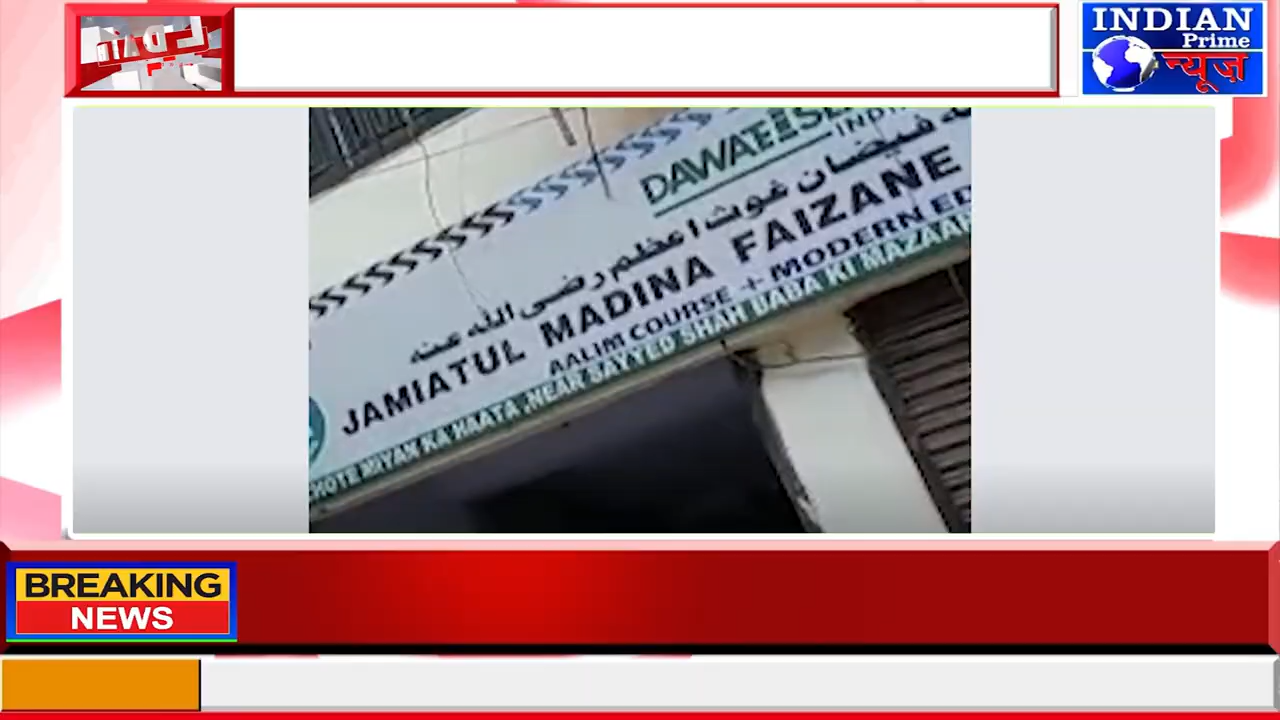 INDIAN
Prime
न्यूज़
DAWATEISL
INDI
فیضان غوث اعظم رضی اللہ عنہ
JAMIATUL MADINA FAIZANE
AALIM COURSE + MODERN ED
CHOTE MIYAN KA HAATA ,NEAR SAYYED SHAH BABA KI MAZAAR
BREAKING
NEWS